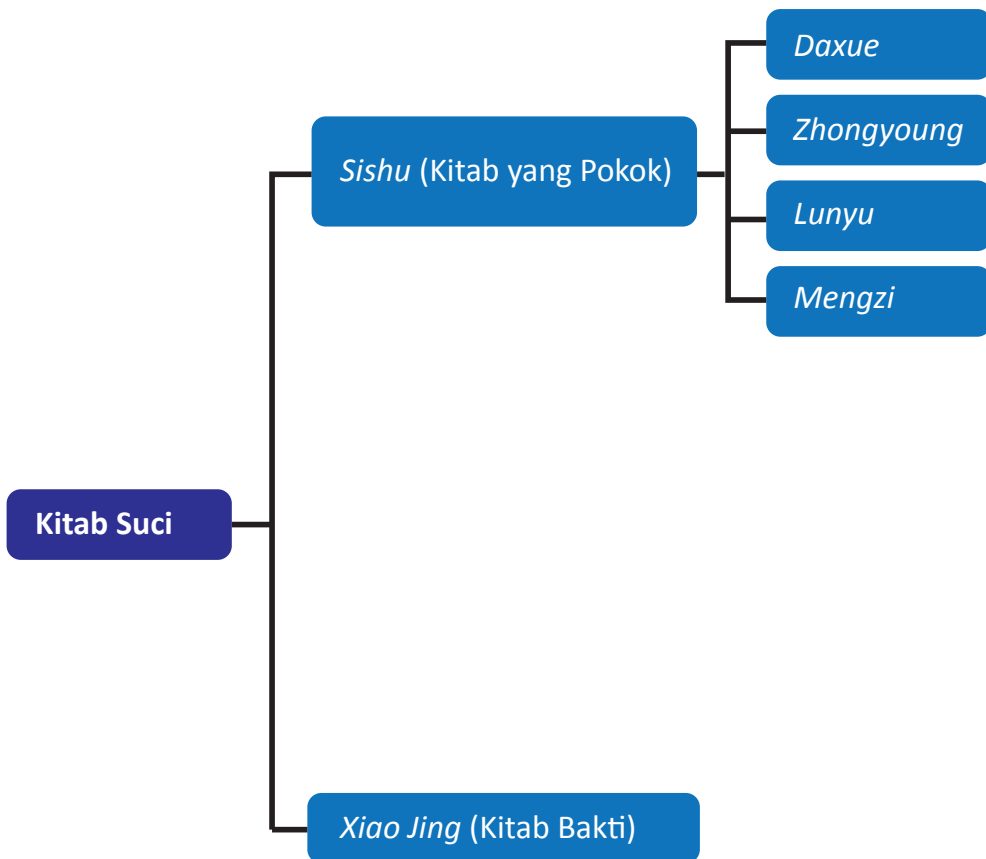 Daxue
Zhongyoung
Sishu (Kitab yang Pokok)
Lunyu
Mengzi
Kitab Suci
Xiao Jing (Kitab Bakti)